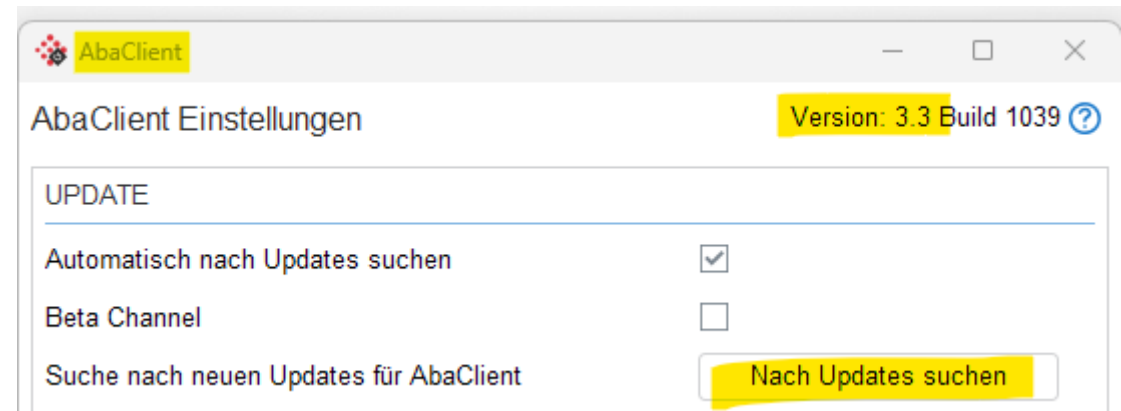 AbaClient
AbaClient Einstellungen
Version: 3.3 Build 1039 ?
UPDATE
Automatisch nach Updates suchen
Beta Channel
Suche nach neuen Updates für AbaClient
Nach Updates suchen